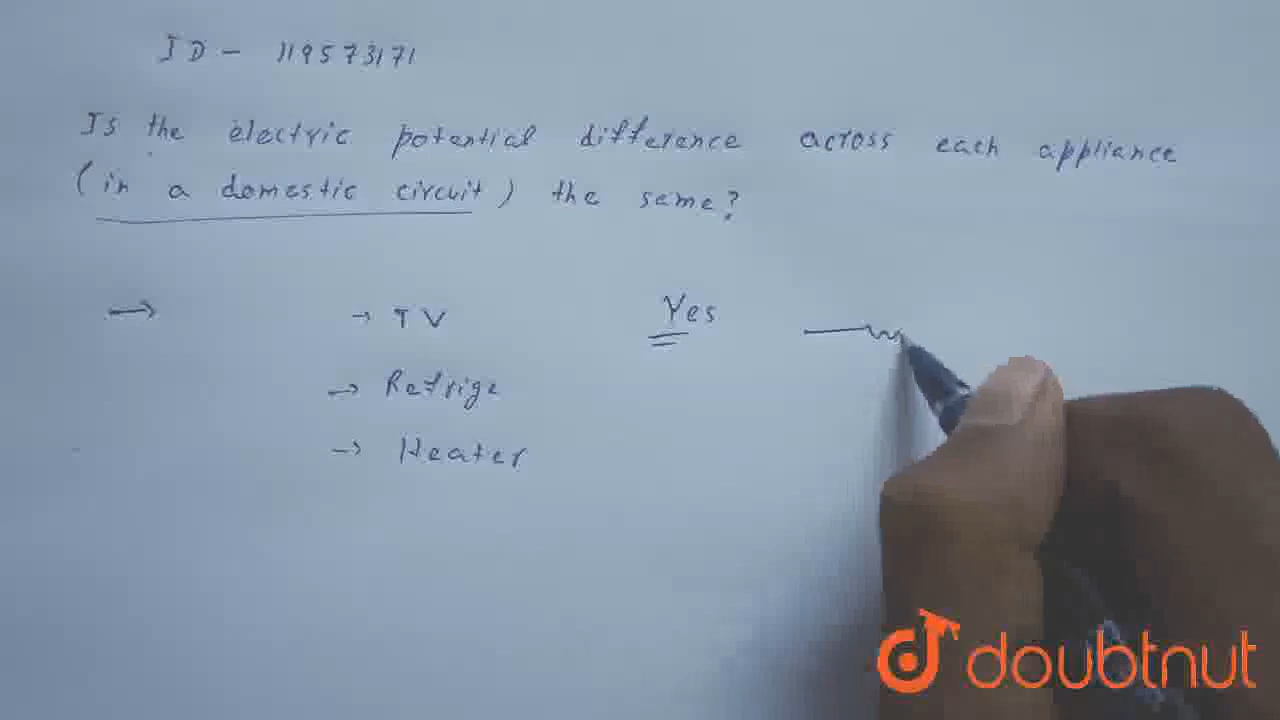 ID - 119573171
Is the electric potential difference across each appliance
(in a domestic circuit) the same?
→ → TV Yes
→ Refrige
→ Heater
doubtnut